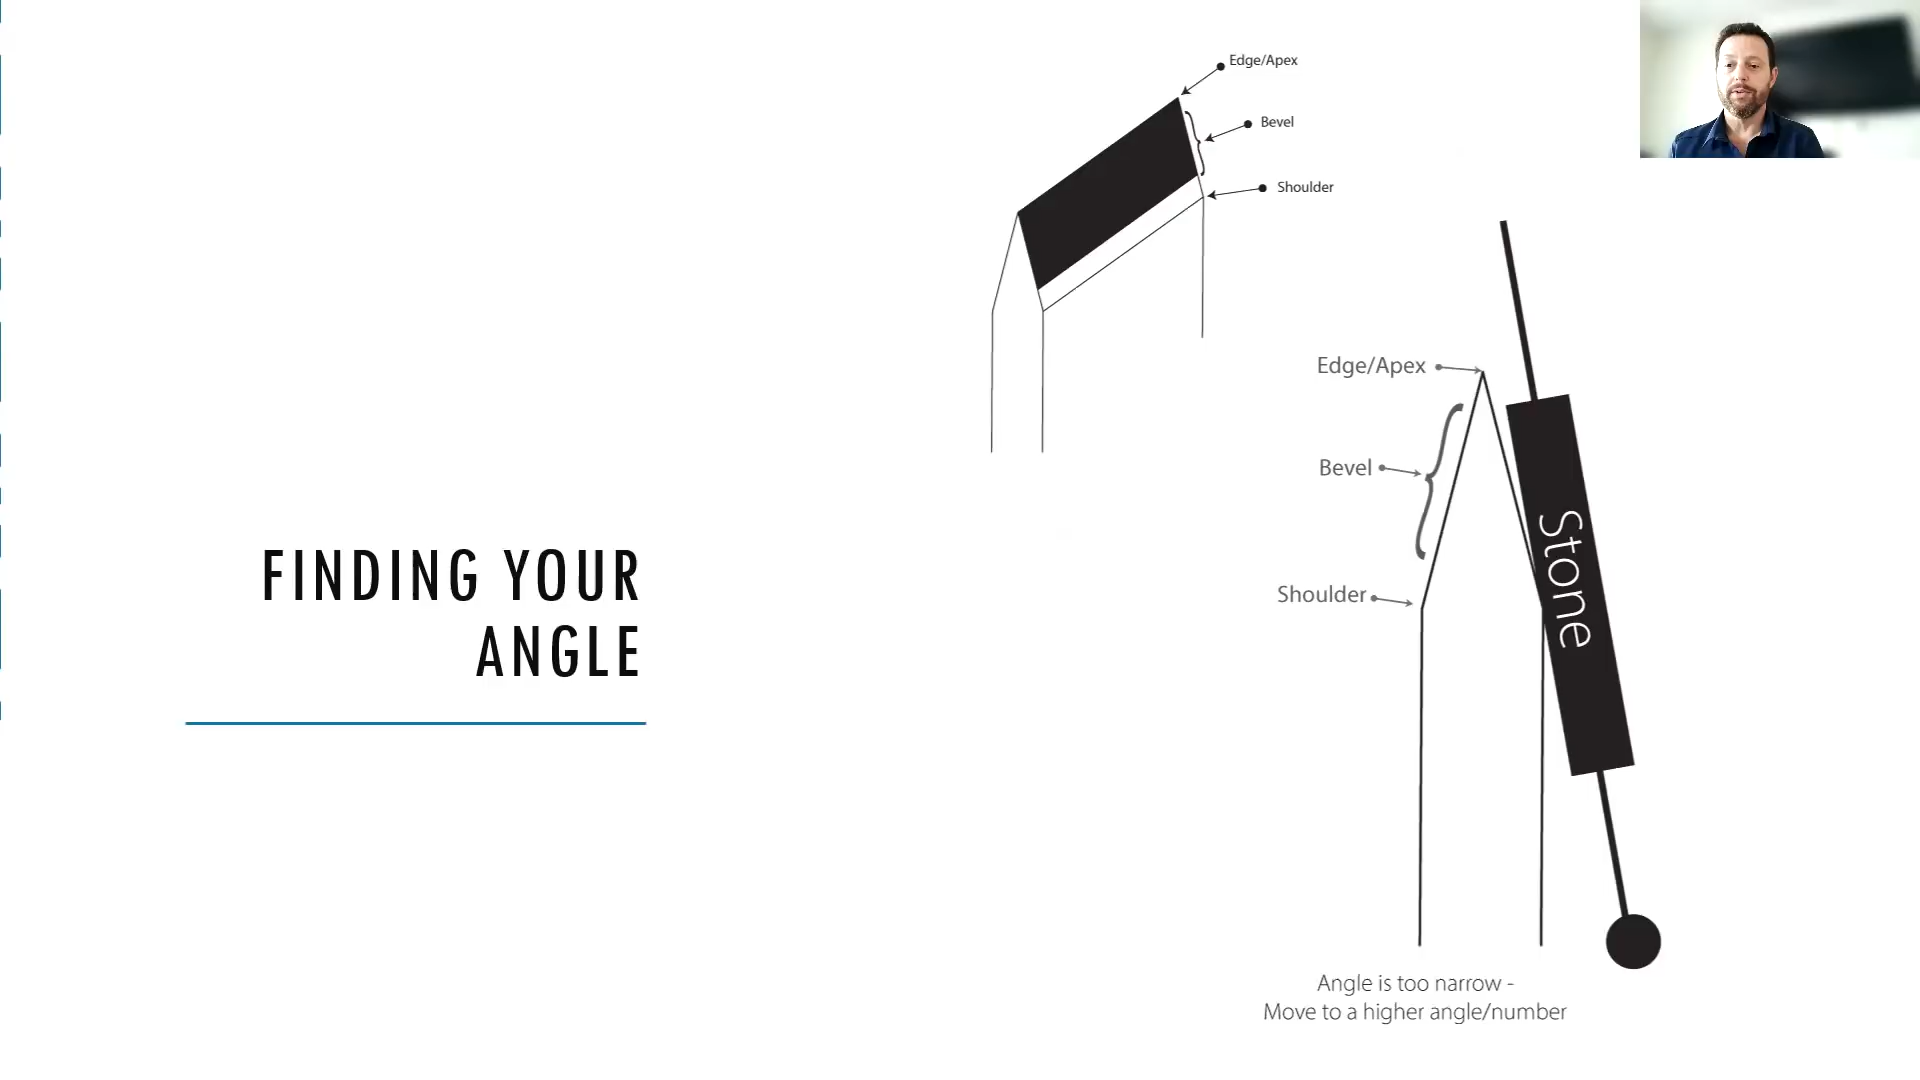 FINDING YOUR
ANGLE
Edge/Apex
Bevel
Shoulder
Edge/Apex
Bevel
Shoulder
Stone
Angle is too narrow -
Move to a higher angle/number